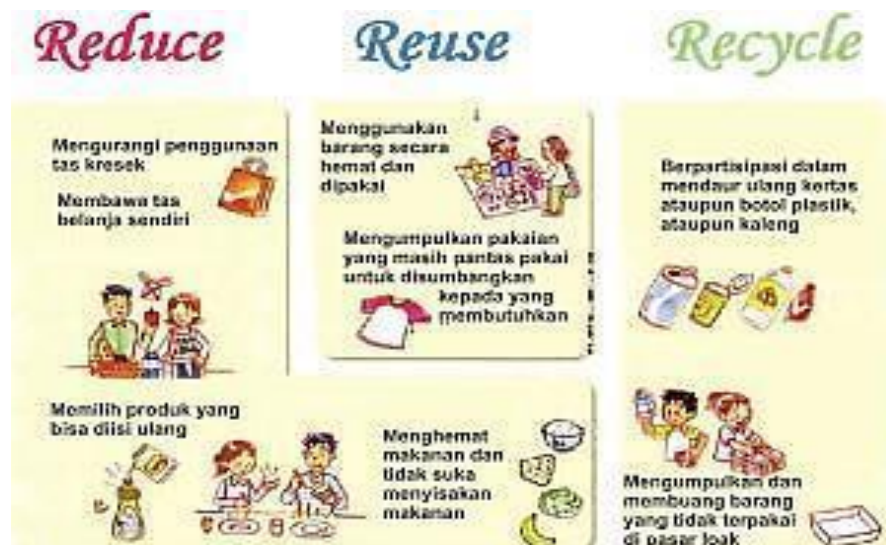 Reduce
Reuse
Recycle
Mengurangi penggunaan
tas kresek
Membawa tas
belanja sendiri
Memilih produk yang
bisa diisi ulang
Menghemat
makanan dan
tidak suka
menyisakan
makanan
Menggunakan
barang secara
hemat dan
dipakai
Mengumpulkan pakaian
yang masih pantas pakai
untuk disumbangkan
kepada yang
membutuhkan
Berpartisipasi dalam
mendaur ulang kertas
ataupun botol plastik,
ataupun kaleng
Mengumpulkan dan
membuang barang
yang tidak terpakai
di pasar loak